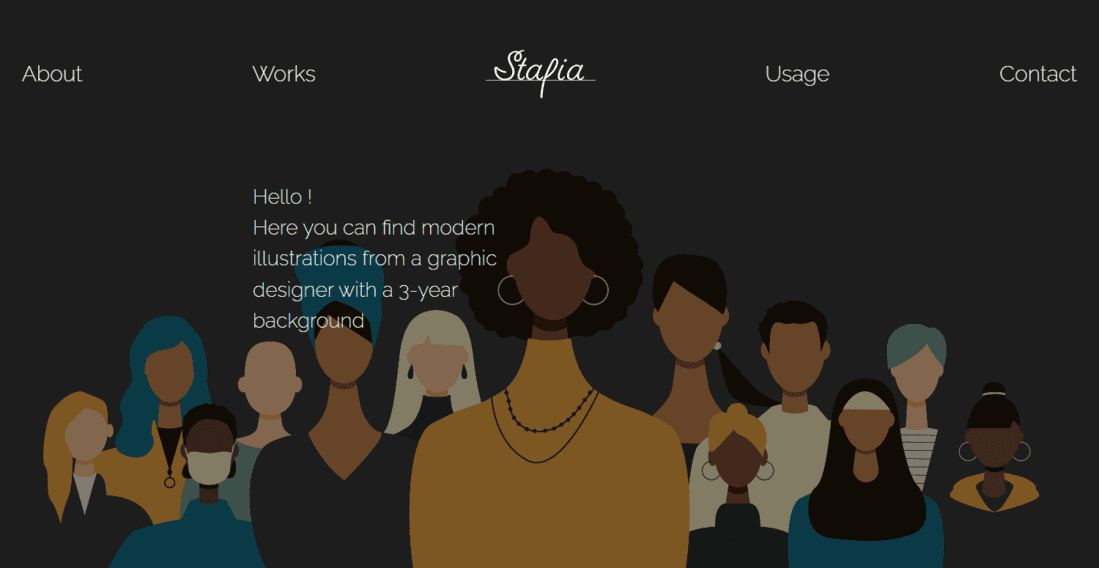 About
Works
Stafia
Usage
Contact
Hello !
Here you can find modern
illustrations from a graphic
designer with a 3-year
background